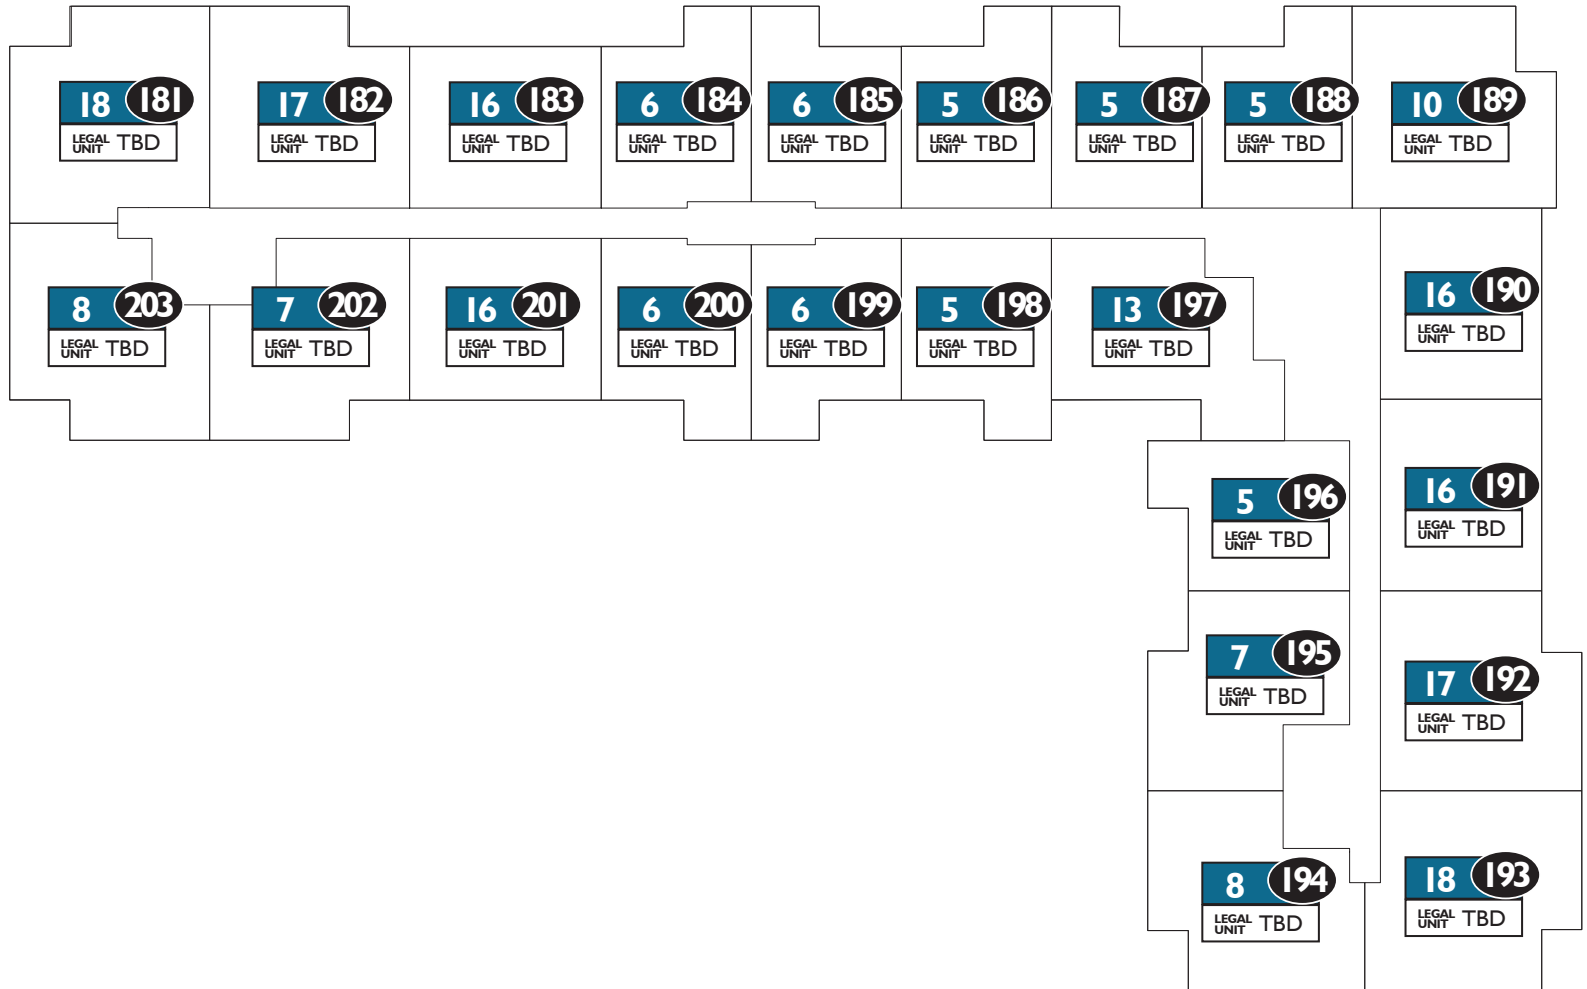 18 181
LEGAL UNIT TBD
17 182
LEGAL UNIT TBD
16 183
LEGAL UNIT TBD
6 184
LEGAL UNIT TBD
6 185
LEGAL UNIT TBD
5 186
LEGAL UNIT TBD
5 187
LEGAL UNIT TBD
5 188
LEGAL UNIT TBD
10 189
LEGAL UNIT TBD
8 203
LEGAL UNIT TBD
7 202
LEGAL UNIT TBD
16 201
LEGAL UNIT TBD
6 200
LEGAL UNIT TBD
6 199
LEGAL UNIT TBD
5 198
LEGAL UNIT TBD
13 197
LEGAL UNIT TBD
16 190
LEGAL UNIT TBD
5 196
LEGAL UNIT TBD
16 191
LEGAL UNIT TBD
7 195
LEGAL UNIT TBD
17 192
LEGAL UNIT TBD
8 194
LEGAL UNIT TBD
18 193
LEGAL UNIT TBD